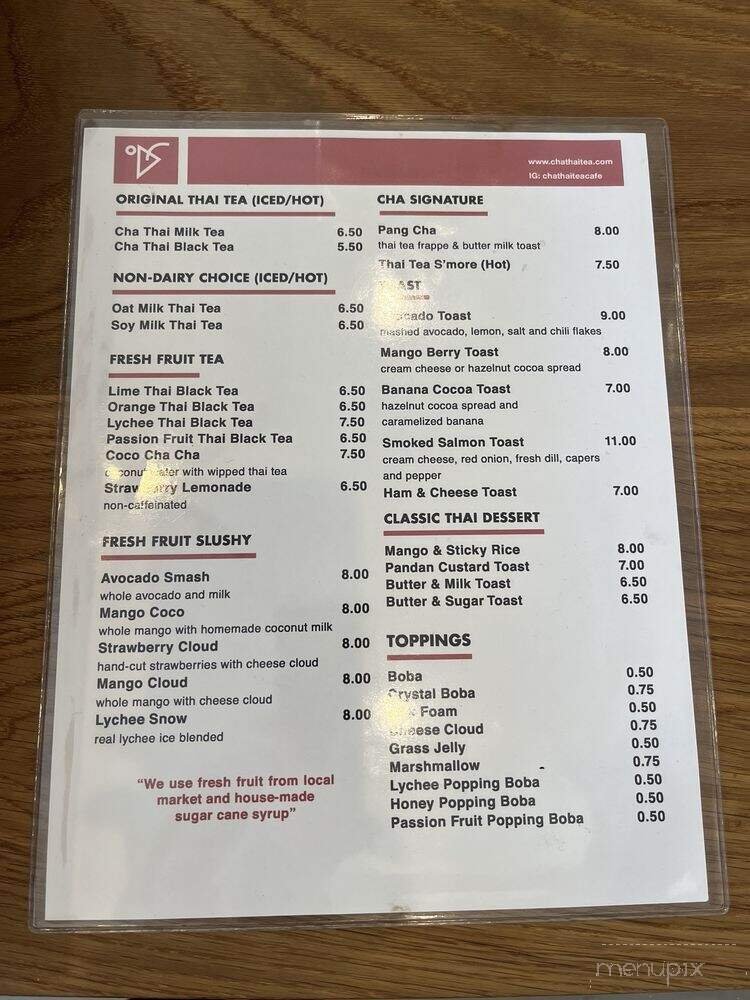 www.chathaitea.com
IG: chathaiteacafe
ORIGINAL THAI TEA (ICED/HOT)
Cha Thai Milk Tea 6.50
Cha Thai Black Tea 5.50
NON-DAIRY CHOICE (ICED/HOT)
Oat Milk Thai Tea 6.50
Soy Milk Thai Tea 6.50
FRESH FRUIT TEA
Lime Thai Black Tea 6.50
Orange Thai Black Tea 6.50
Lychee Thai Black Tea 7.50
Passion Fruit Thai Black Tea 6.50
Coco Cha Cha 7.50
coconut water with wipped thai tea
Strawberry Lemonade 6.50
non-caffeinated
FRESH FRUIT SLUSHY
Avocado Smash 8.00
whole avocado and milk
Mango Coco 8.00
whole mango with homemade coconut milk
Strawberry Cloud 8.00
hand-cut strawberries with cheese cloud
Mango Cloud 8.00
whole mango with cheese cloud
Lychee Snow 8.00
real lychee ice blended
"We use fresh fruit from local
market and house-made
sugar cane syrup"
CHA SIGNATURE
Pang Cha 8.00
thai tea frappe & butter milk toast
Thai Tea S'more (Hot) 7.50
TOAST
Avocado Toast 9.00
mashed avocado, lemon, salt and chili flakes
Mango Berry Toast 8.00
cream cheese or hazelnut cocoa spread
Banana Cocoa Toast 7.00
hazelnut cocoa spread and
caramelized banana
Smoked Salmon Toast 11.00
cream cheese, red onion, fresh dill, capers
and pepper
Ham & Cheese Toast 7.00
CLASSIC THAI DESSERT
Mango & Sticky Rice 8.00
Pandan Custard Toast 7.00
Butter & Milk Toast 6.50
Butter & Sugar Toast 6.50
TOPPINGS
Boba 0.50
Crystal Boba 0.75
Foam 0.50
Cheese Cloud 0.75
Grass Jelly 0.50
Marshmallow 0.75
Lychee Popping Boba 0.50
Honey Popping Boba 0.50
Passion Fruit Popping Boba 0.50
menupix